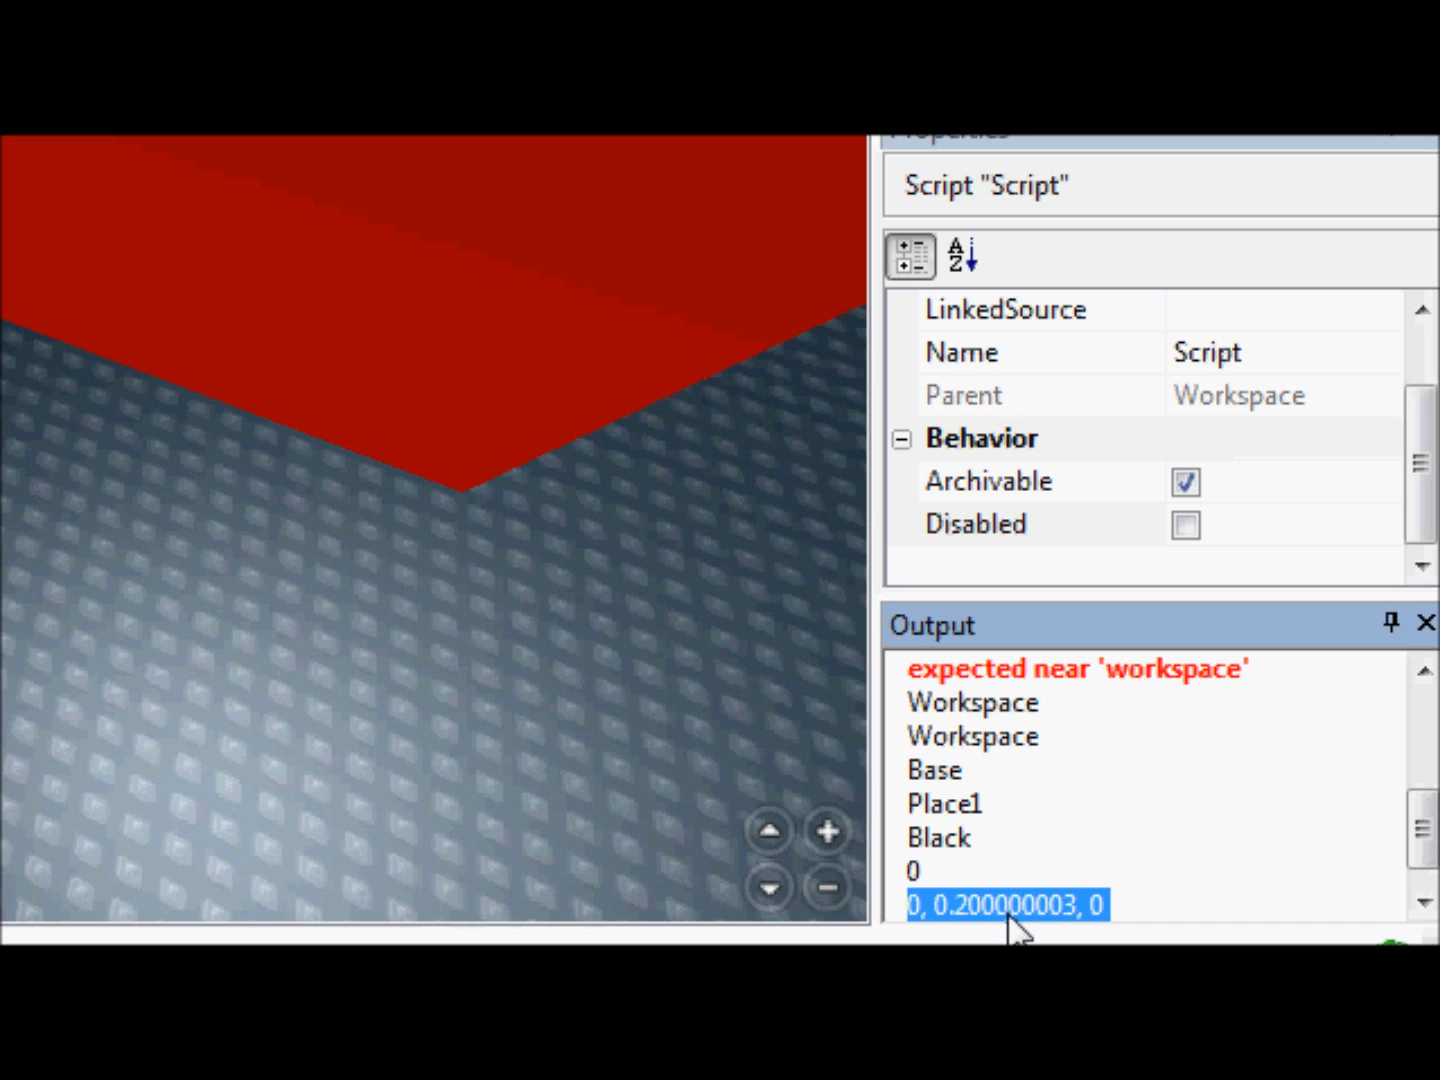 Properties
Script "Script"
LinkedSource
Name Script
Parent Workspace
Behavior
Archivable
Disabled
Output
expected near 'workspace'
Workspace
Workspace
Base
Place1
Black
0
0, 0.200000003, 0